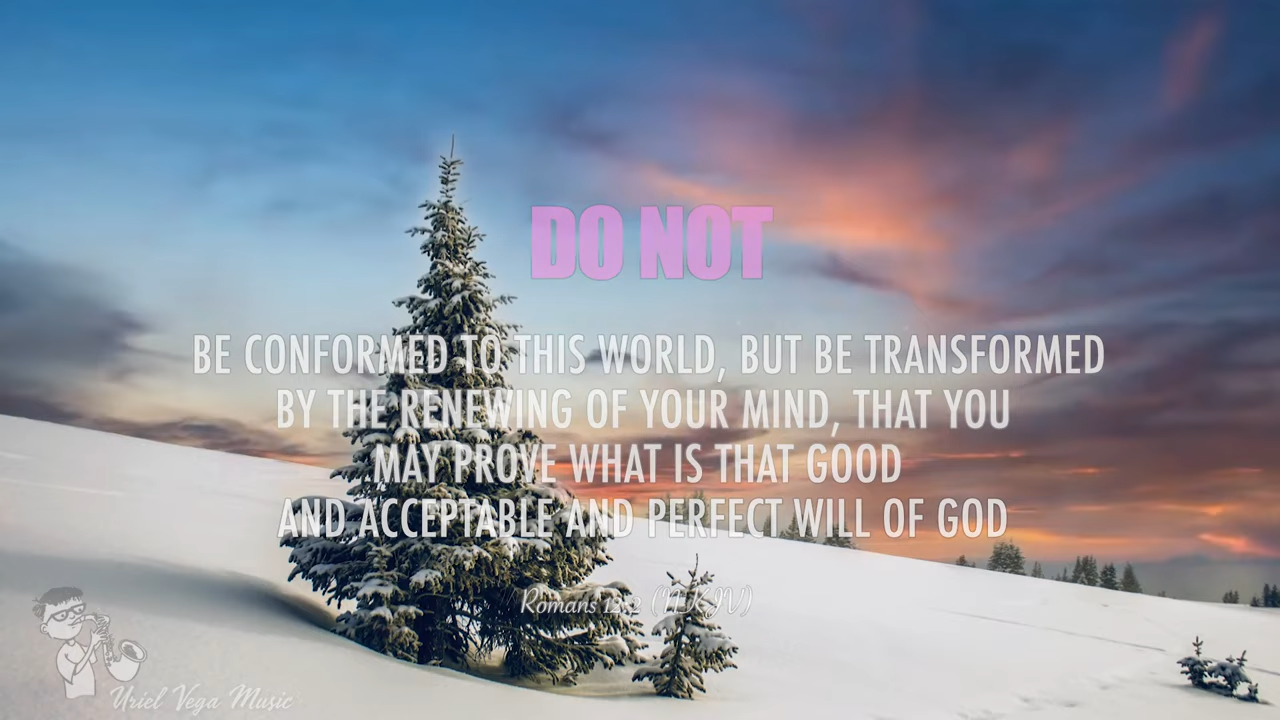 DO NOT
BE CONFORMED TO THIS WORLD, BUT BE TRANSFORMED
BY THE RENEWING OF YOUR MIND, THAT YOU
MAY PROVE WHAT IS THAT GOOD
AND ACCEPTABLE AND PERFECT WILL OF GOD
Romans 12:2 (NKJV)
Uriel Vega Music